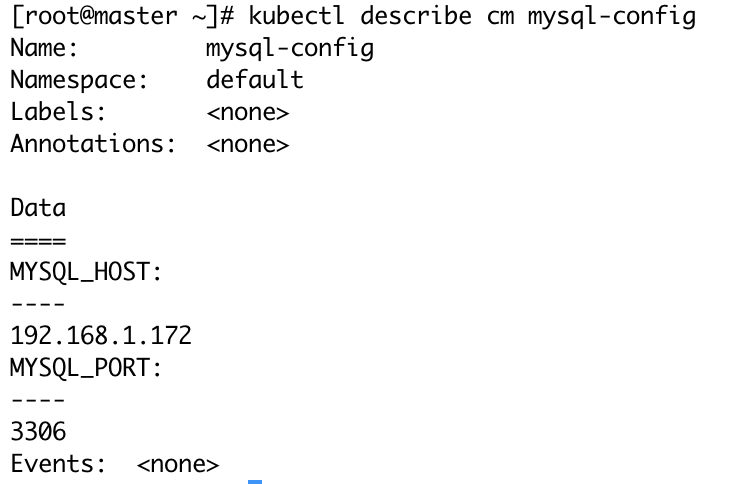 [root@master ~]# kubectl describe cm mysql-config
Name:         mysql-config
Namespace:    default
Labels:       <none>
Annotations:  <none>

Data
====
MYSQL_HOST:
----
192.168.1.172
MYSQL_PORT:
----
3306
Events:  <none>